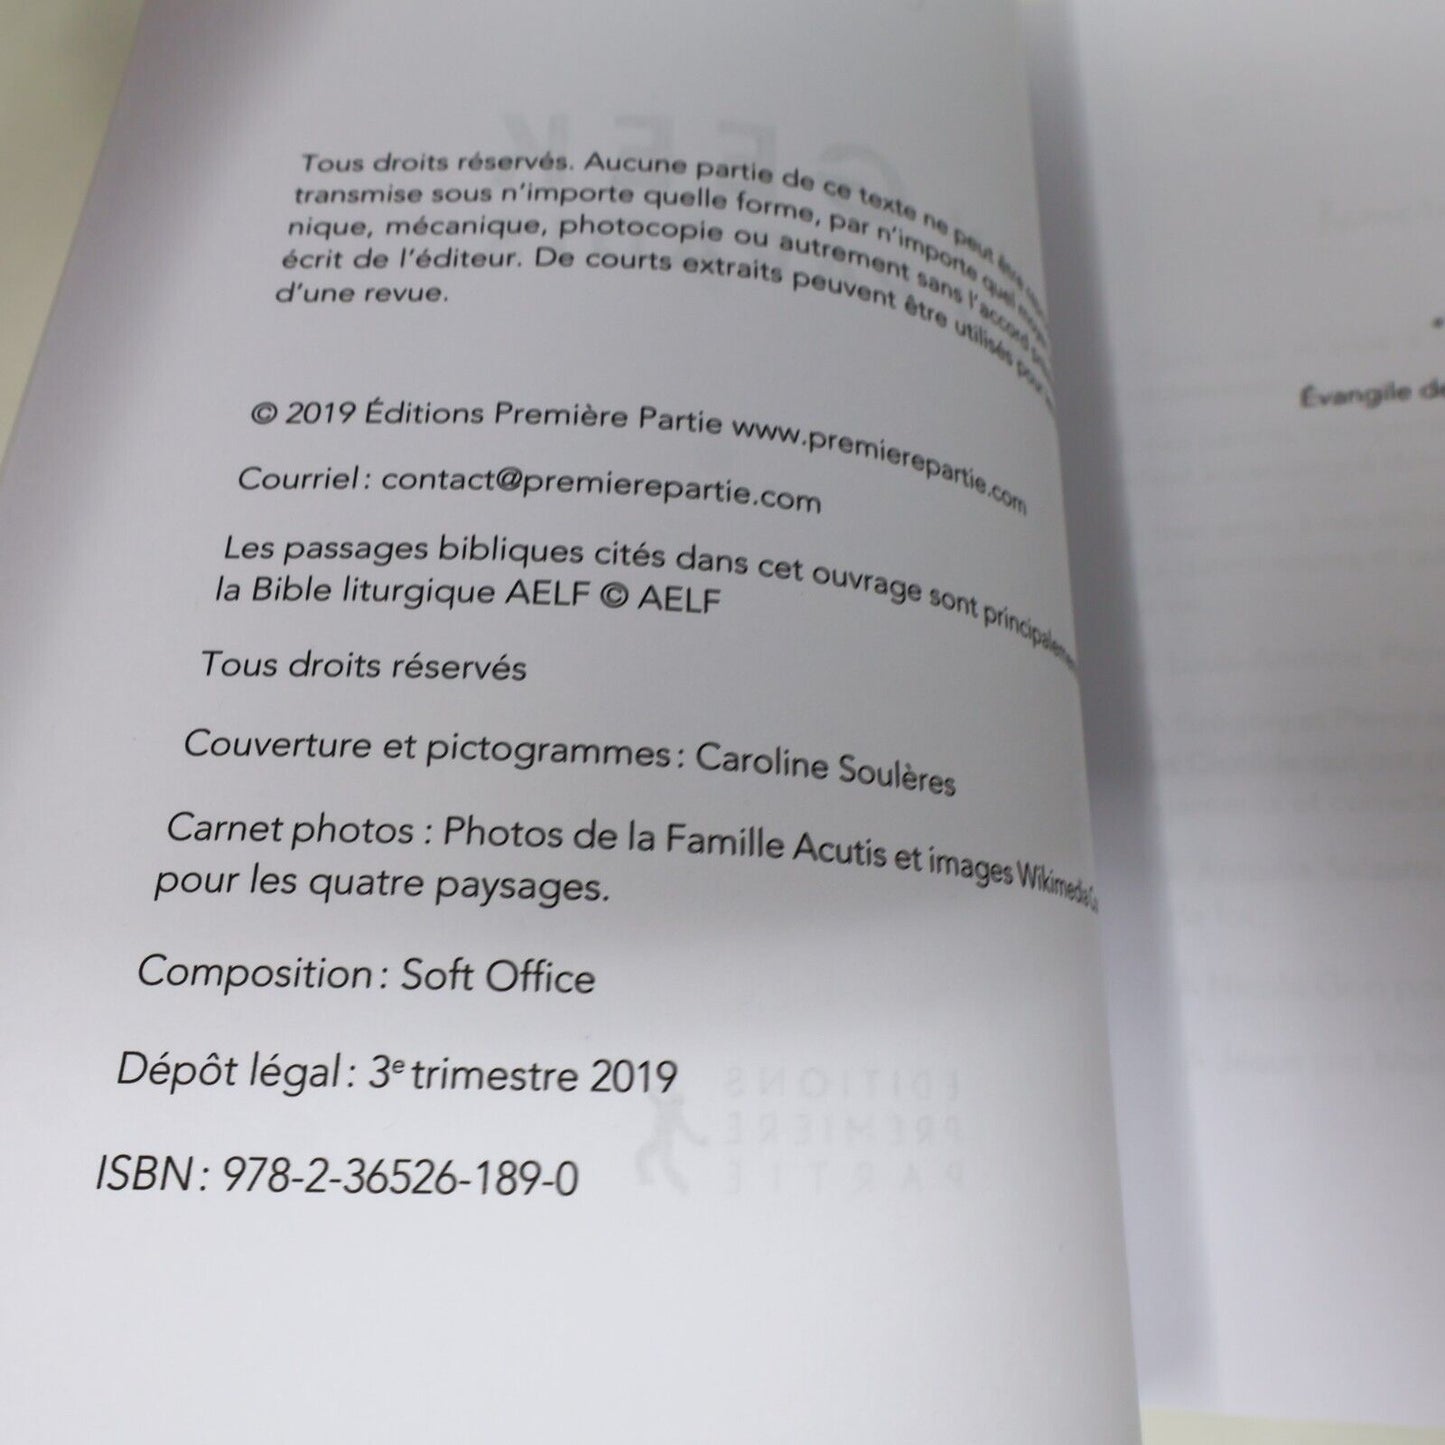 Tous droits réservés. Aucune partie de ce texte ne peut être
transmise sous n'importe quelle forme, par n'importe quel moyen
nique, mécanique, photocopie ou autrement sans l'accord
écrit de l'éditeur. De courts extraits peuvent être utilisés pour
d'une revue.
© 2019 Éditions Première Partie www.premierepartie.com
Courriel : contact@premierepartie.com
Les passages bibliques cités dans cet ouvrage sont principalemen
la Bible liturgique AELF © AELF
Tous droits réservés
Couverture et pictogrammes : Caroline Soulères
Carnet photos : Photos de la Famille Acutis et images Wikimedia
pour les quatre paysages.
Composition : Soft Office
Dépôt légal : 3e trimestre 2019
ISBN : 978-2-36526-189-0
GEEK
ÉDITIONS
PREMIÈRE
PARTIE
Évangile de